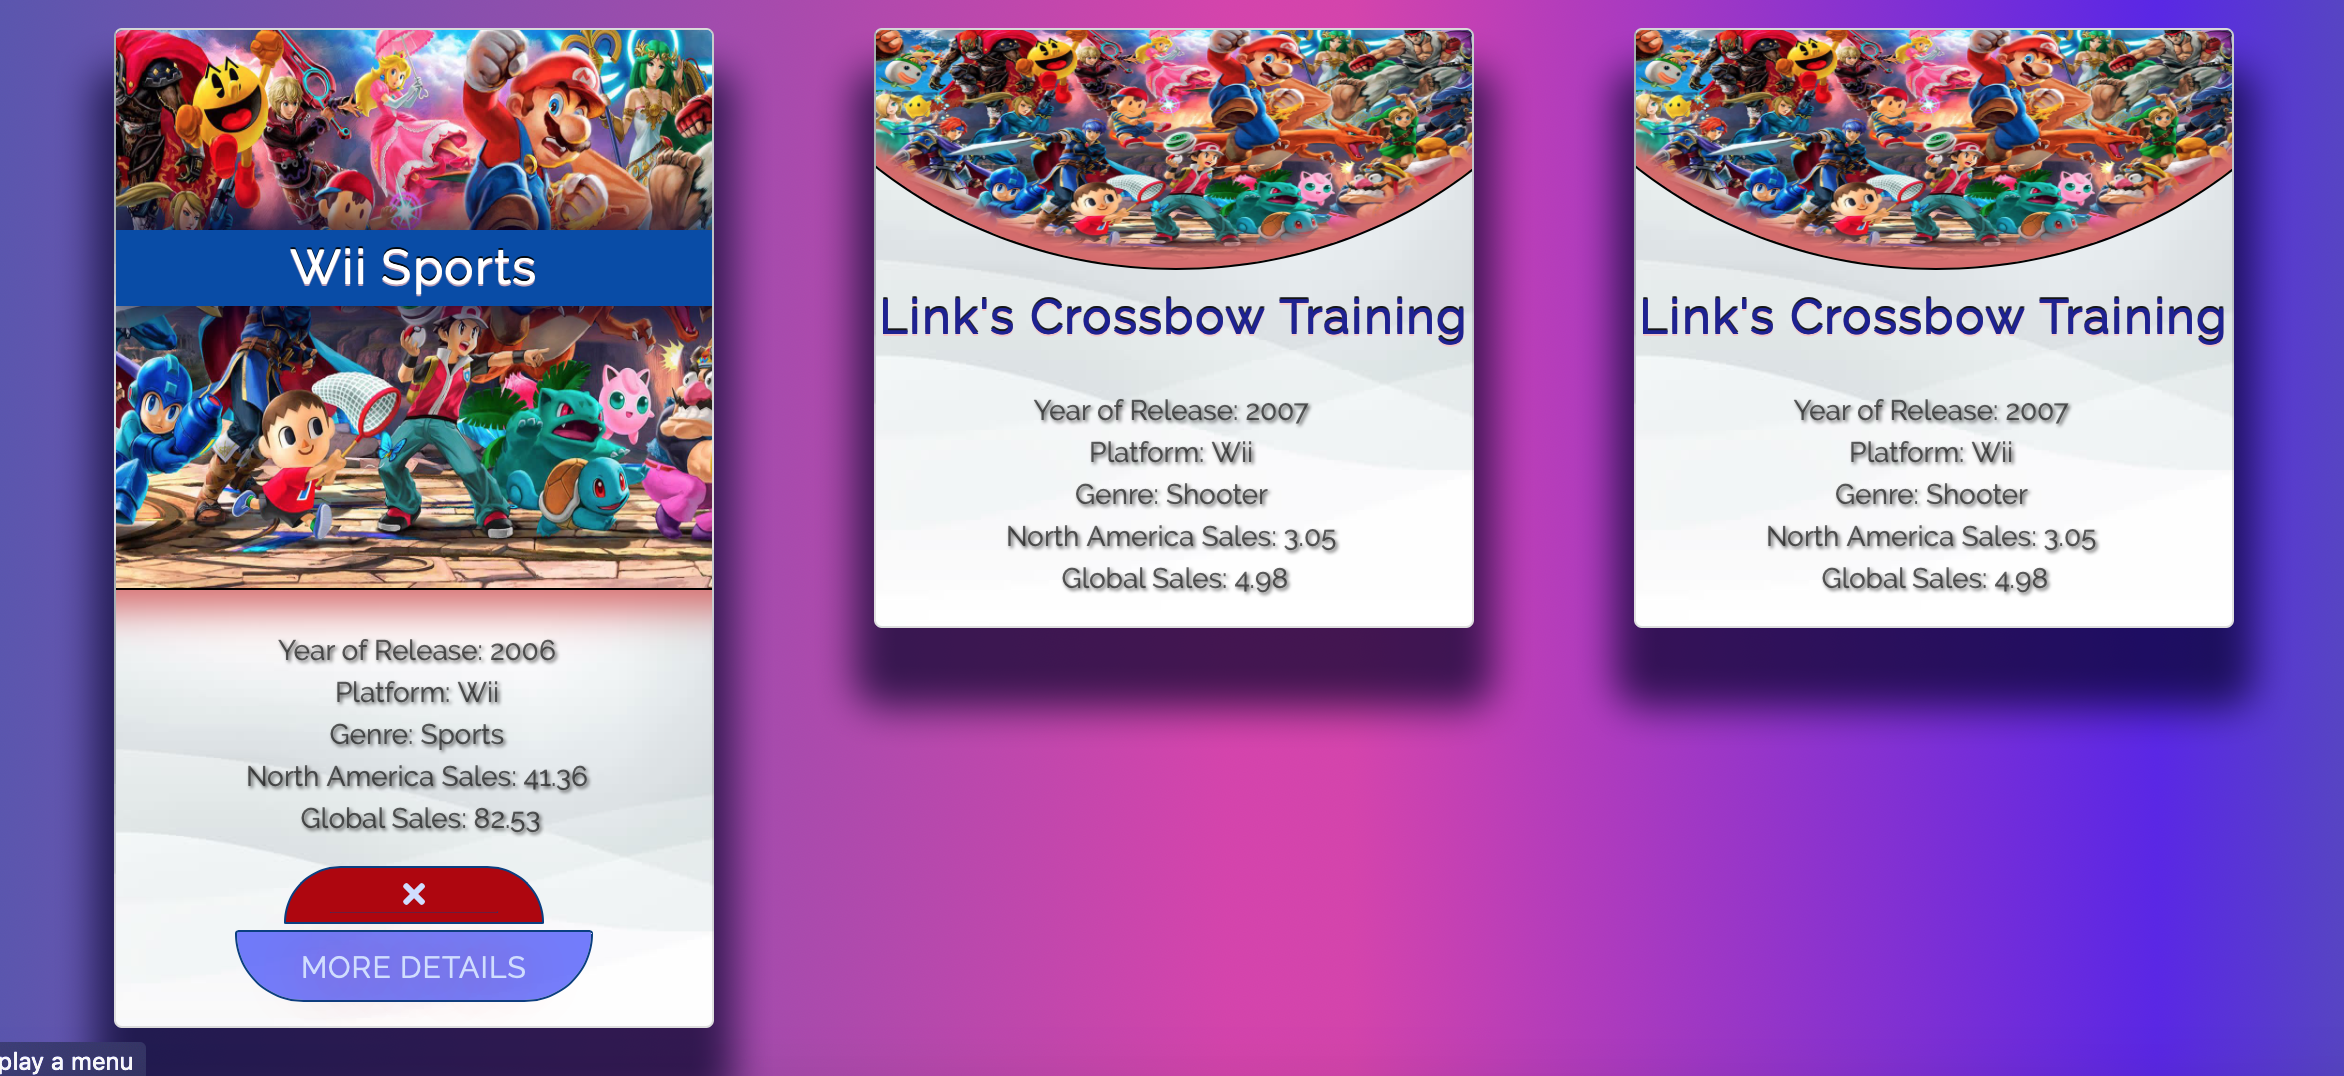 Wii Sports
Year of Release: 2006
Platform: Wii
Genre: Sports
North America Sales: 41.36
Global Sales: 82.53
×
MORE DETAILS
Link's Crossbow Training
Year of Release: 2007
Platform: Wii
Genre: Shooter
North America Sales: 3.05
Global Sales: 4.98
Link's Crossbow Training
Year of Release: 2007
Platform: Wii
Genre: Shooter
North America Sales: 3.05
Global Sales: 4.98
play a menu